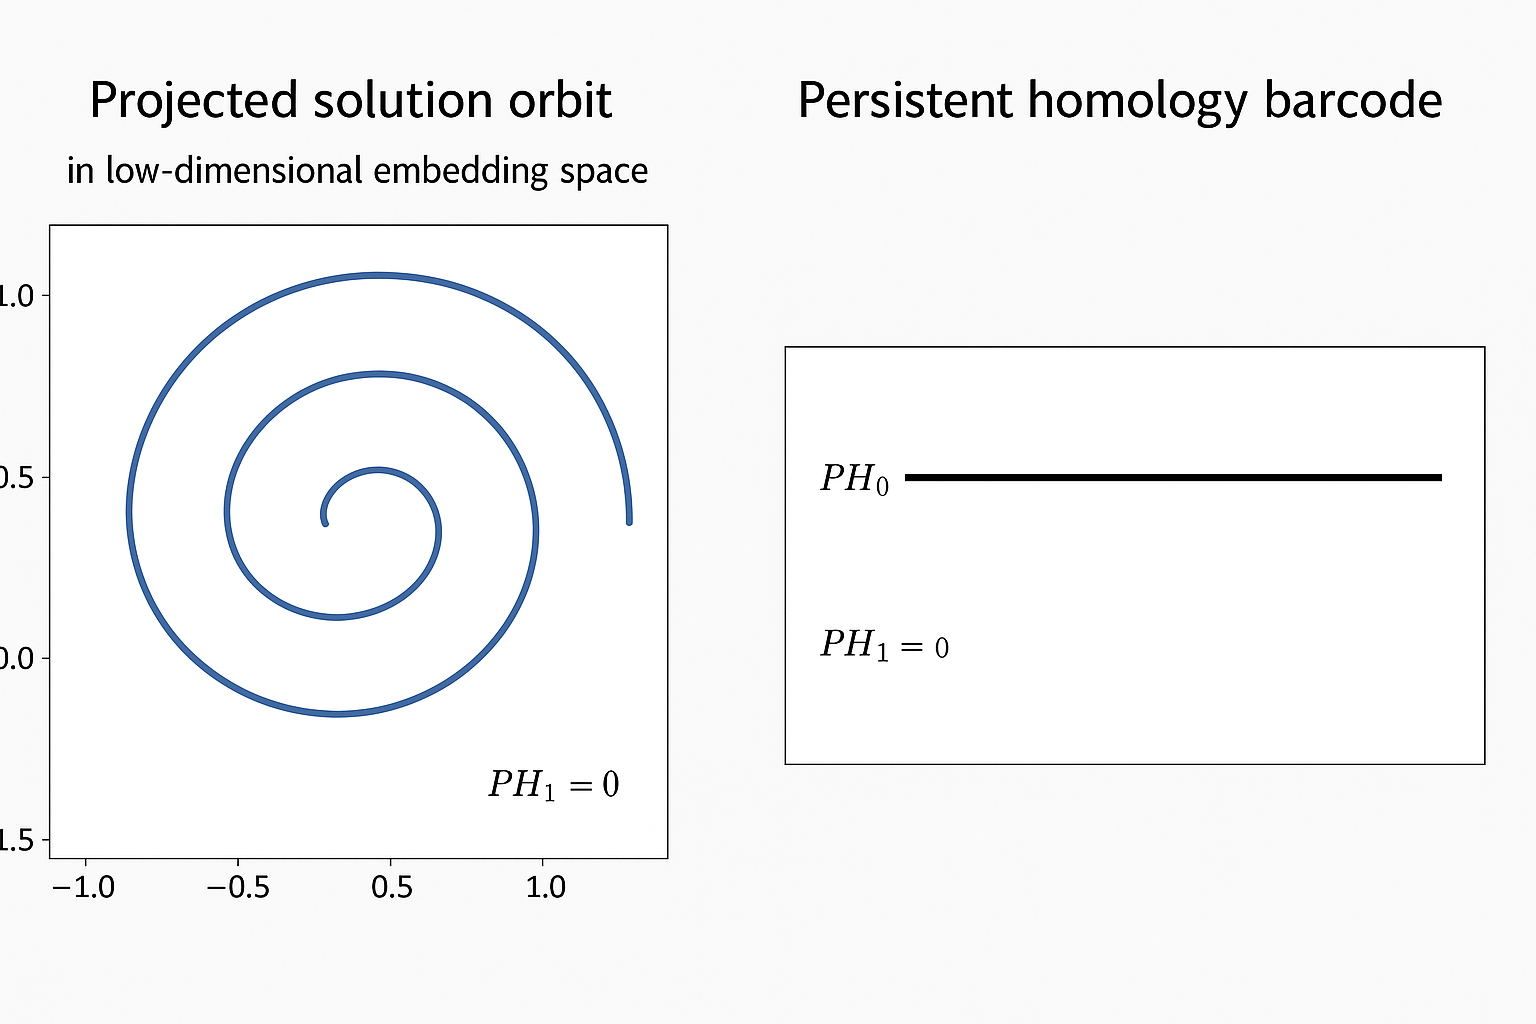 Projected solution orbit
in low-dimensional embedding space
1.0
0.5
0.0
1.5
−1.0 −0.5 0.5 1.0
PH₁ = 0
Persistent homology barcode
PH₀
PH₁ = 0